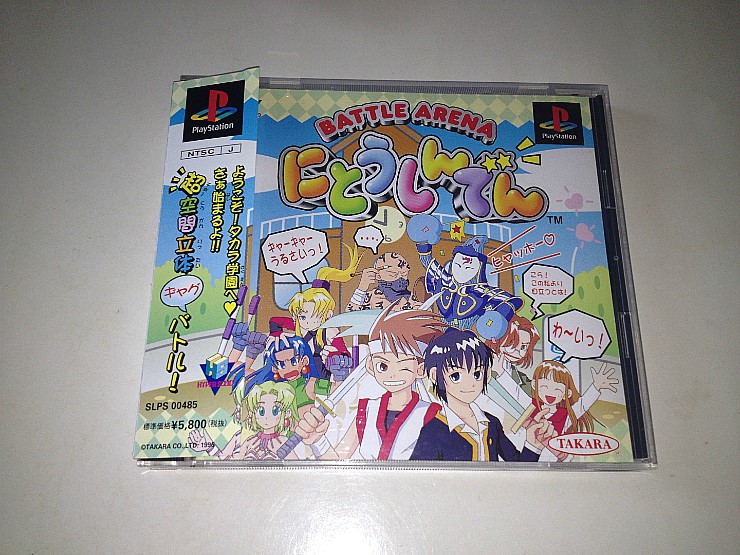 PlayStation
NTSC J
ようこそ!タカラ学園へ♡
さぁ始まるよ!!
超空間立体
ギャグ
バトル!
SLPS 00485
標準価格¥5,800(税抜)
©TAKARA CO.,LTD. 1996
BATTLE ARENA
にとうしんでん
TM
PlayStation
キャーキャー
うるさいっ!
....
ヒャッホー♡
こら!
この私より
目立つとは!
わ〜いっ!
TAKARA